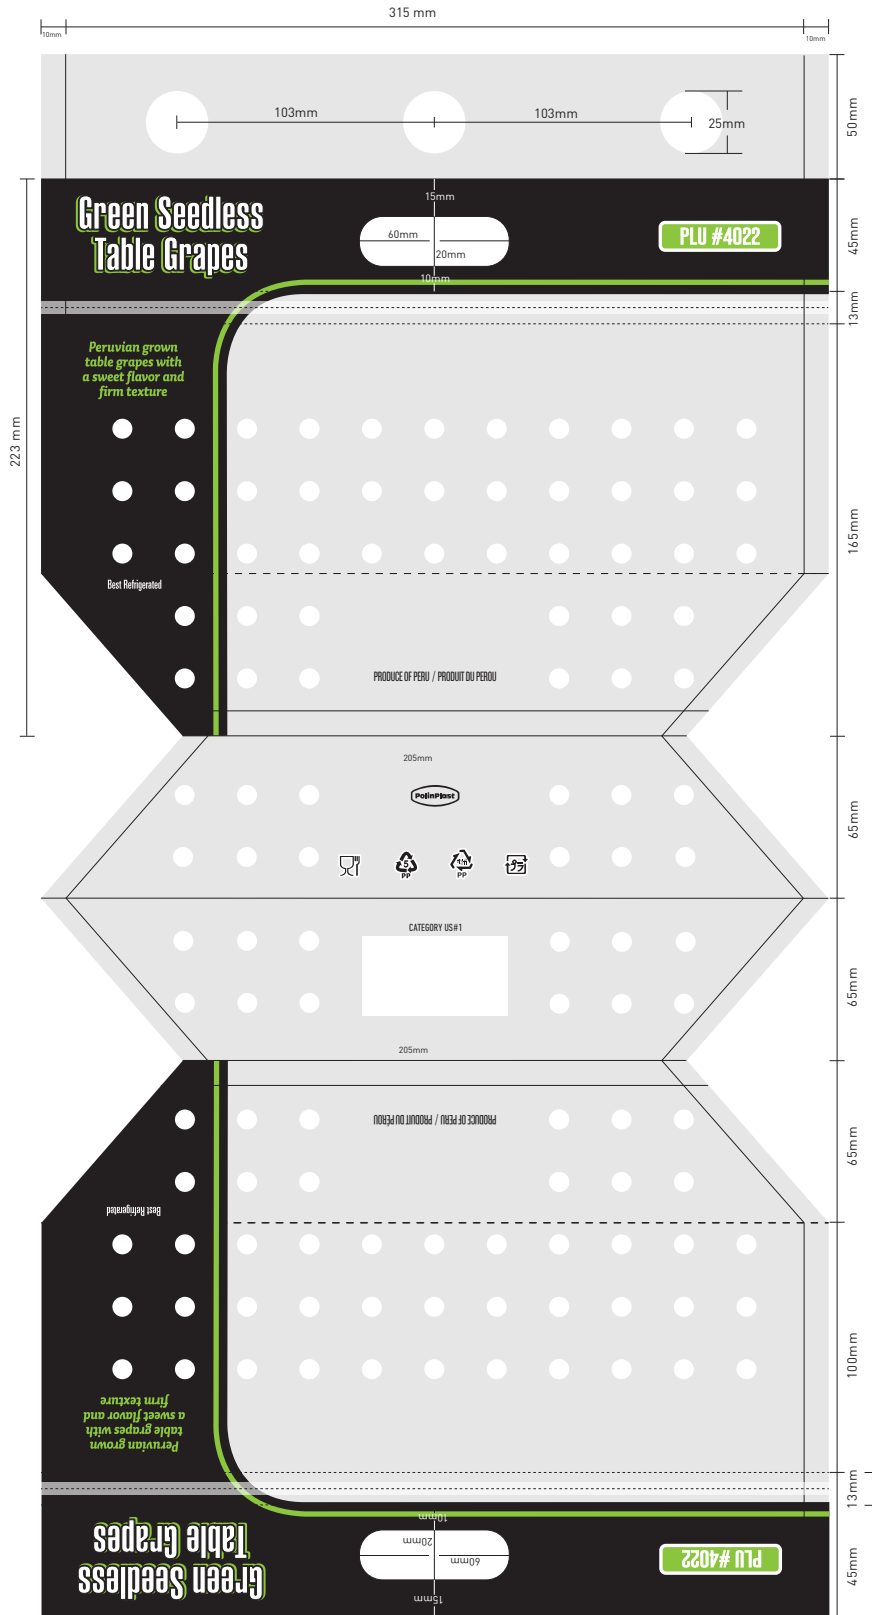 315 mm
10mm
10mm
103mm
103mm
25mm
50mm
Green Seedless
Table Grapes
15mm
60mm
20mm
10mm
PLU #4022
45mm
13mm
Peruvian grown
table grapes with
a sweet flavor and
firm texture
223 mm
165mm
Best Refrigerated
PRODUCE OF PERU / PRODUIT DU PEROU
205mm
PolinPlast
65mm
5
PP
PP
プラ
CATEGORY US#1
65mm
205mm
PRODUCE OF PERU / PRODUIT DU PÉROU
65mm
Best Refrigerated
100mm
Peruvian grown
table grapes with
a sweet flavor and
firm texture
13mm
10mm
20mm
60mm
15mm
Green Seedless
Table Grapes
PLU #4022
45mm